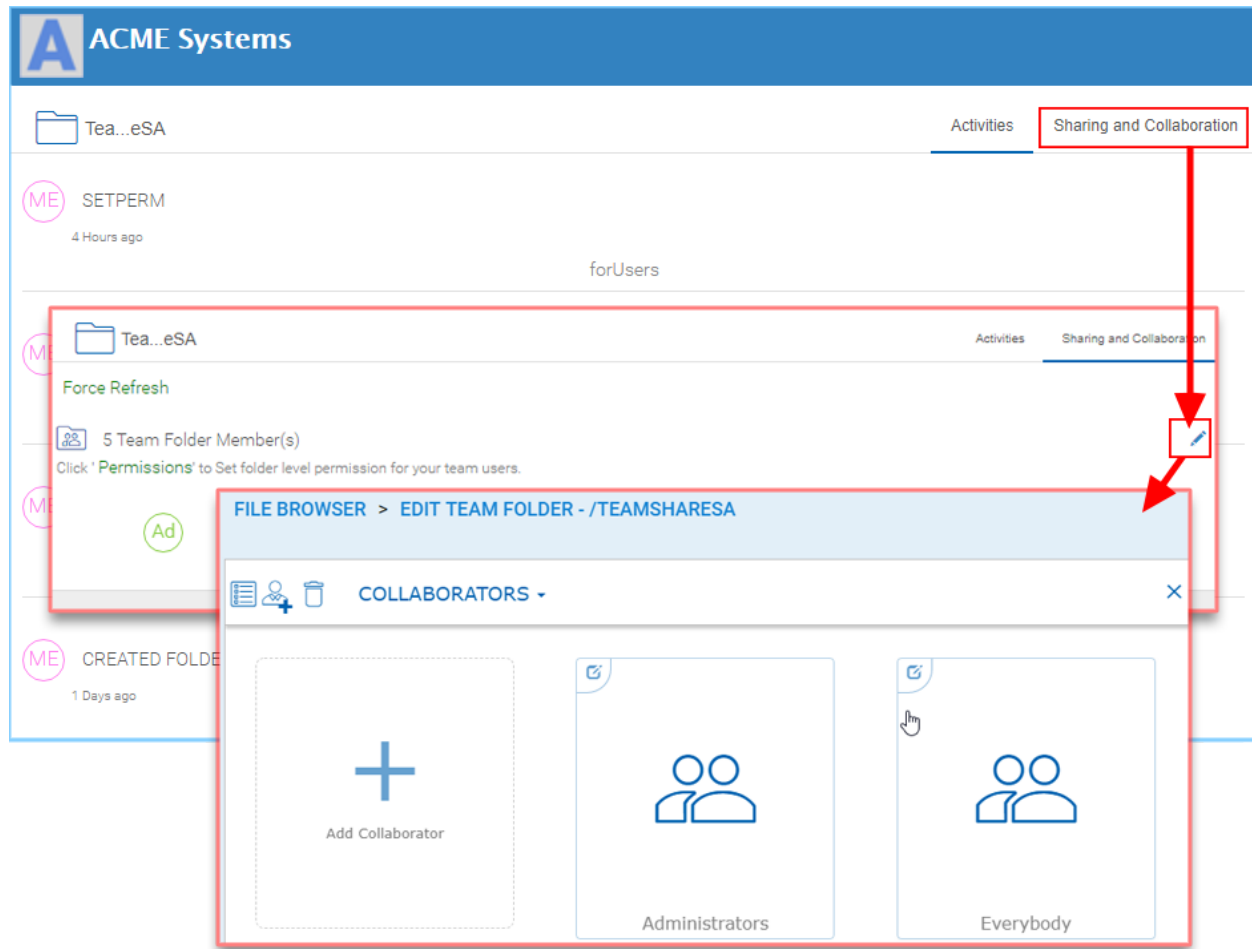 A ACME Systems
Tea...eSA Activities Sharing and Collaboration
ME SETPERM
4 Hours ago
forUsers
Tea...eSA Activities Sharing and Collaboration
ME
Force Refresh
5 Team Folder Member(s)
Click ' Permissions' to Set folder level permission for your team users.
ME
Ad
FILE BROWSER > EDIT TEAM FOLDER - /TEAMSHARESA
COLLABORATORS
ME CREATED FOLDE
1 Days ago
Add Collaborator
Administrators
Everybody